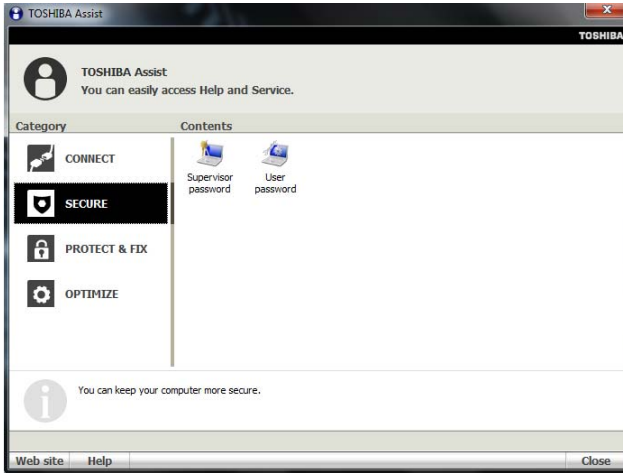 TOSHIBA Assist
TOSHIBA
TOSHIBA Assist
You can easily access Help and Service.
Category
Contents
CONNECT
SECURE
PROTECT & FIX
OPTIMIZE
Supervisor
password
User
password
You can keep your computer more secure.
Web site
Help
Close